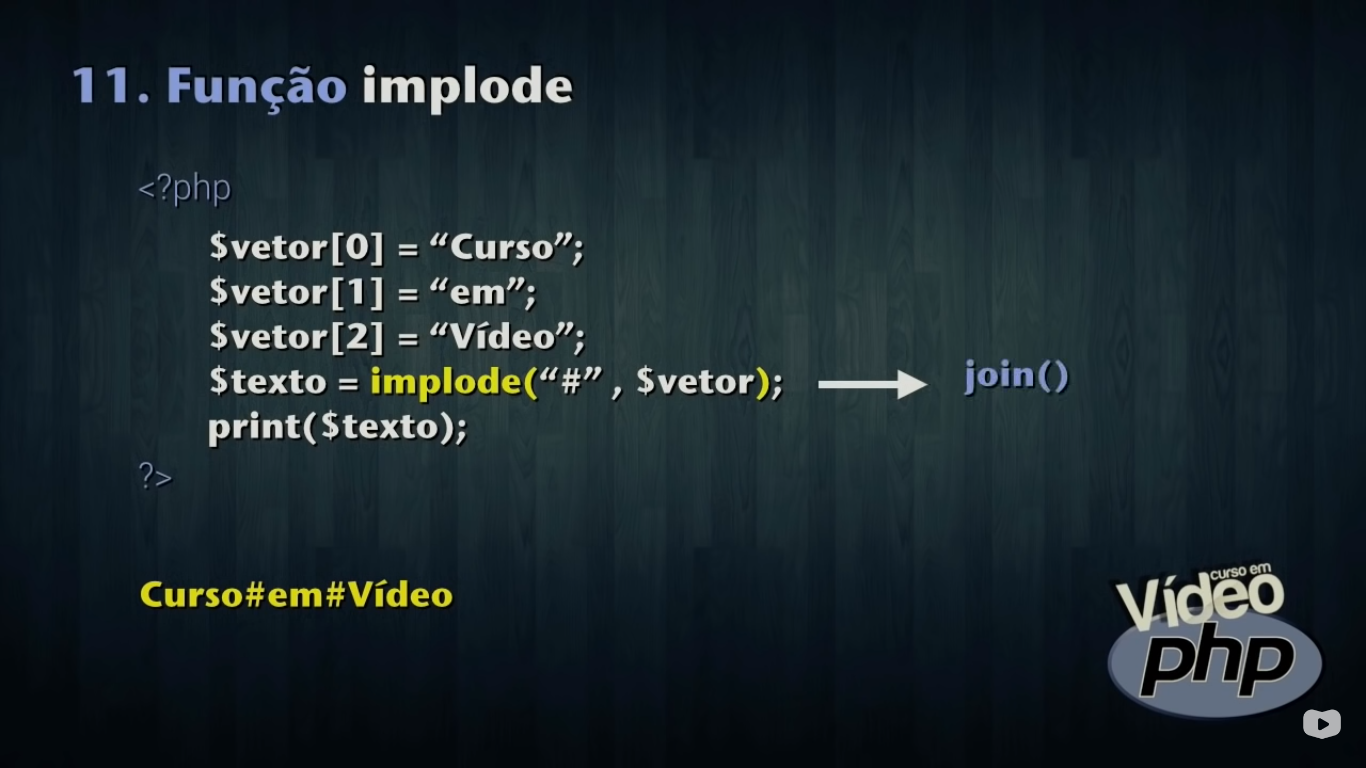 11. Função implode
<?php
$vetor[0] = “Curso”;
$vetor[1] = “em”;
$vetor[2] = “Vídeo”;
$texto = implode(“#” , $vetor); join()
print($texto);
?>
Curso#em#Vídeo
curso em
Vídeo
php